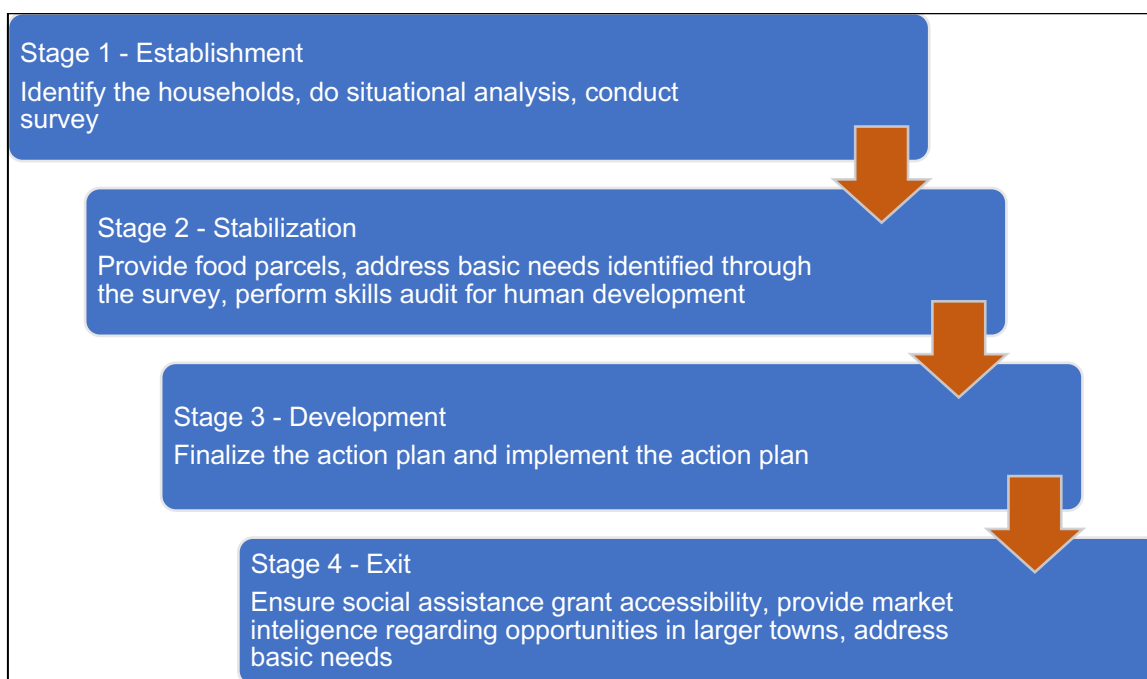 Stage 1 - Establishment
Identify the households, do situational analysis, conduct
survey
Stage 2 - Stabilization
Provide food parcels, address basic needs identified through
the survey, perform skills audit for human development
Stage 3 - Development
Finalize the action plan and implement the action plan
Stage 4 - Exit
Ensure social assistance grant accessibility, provide market
inteligence regarding opportunities in larger towns, address
basic needs